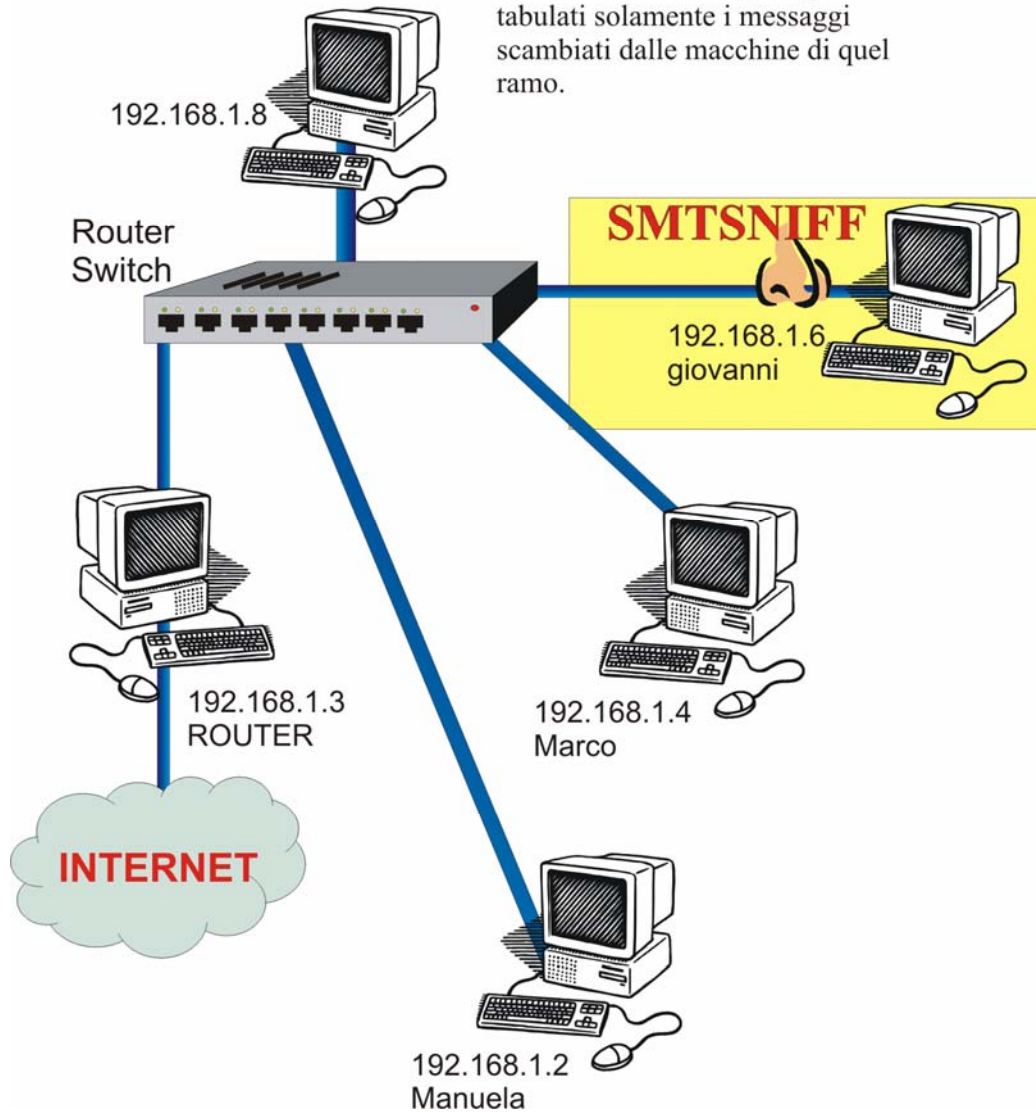 tabulati solamente i messaggi
scambiati dalle macchine di quel
ramo.
192.168.1.8
Router
Switch
SMTSNIFF
192.168.1.6
giovanni
192.168.1.3
ROUTER
192.168.1.4
Marco
INTERNET
192.168.1.2
Manuela